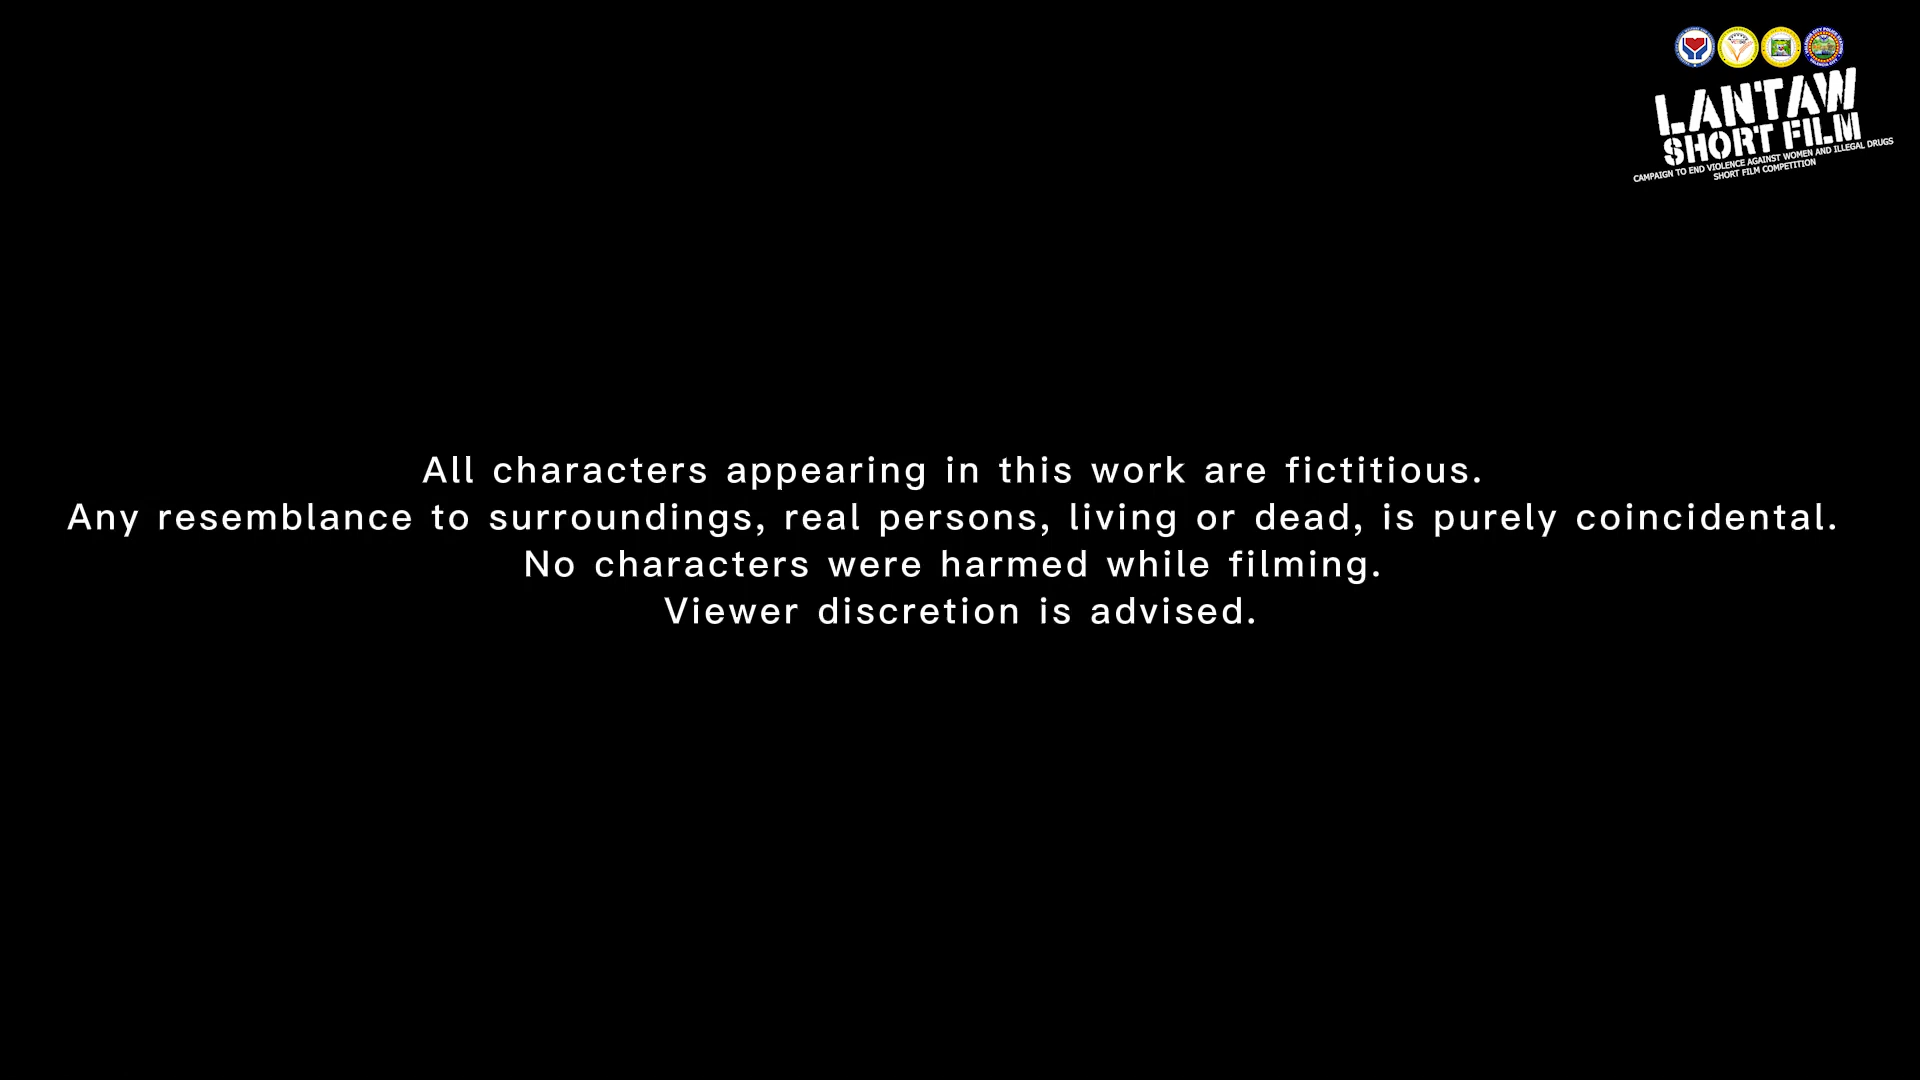 LANTAW
SHORT FILM
CAMPAIGN TO END VIOLENCE AGAINST WOMEN AND ILLEGAL DRUGS
SHORT FILM COMPETITION
All characters appearing in this work are fictitious.
Any resemblance to surroundings, real persons, living or dead, is purely coincidental.
No characters were harmed while filming.
Viewer discretion is advised.